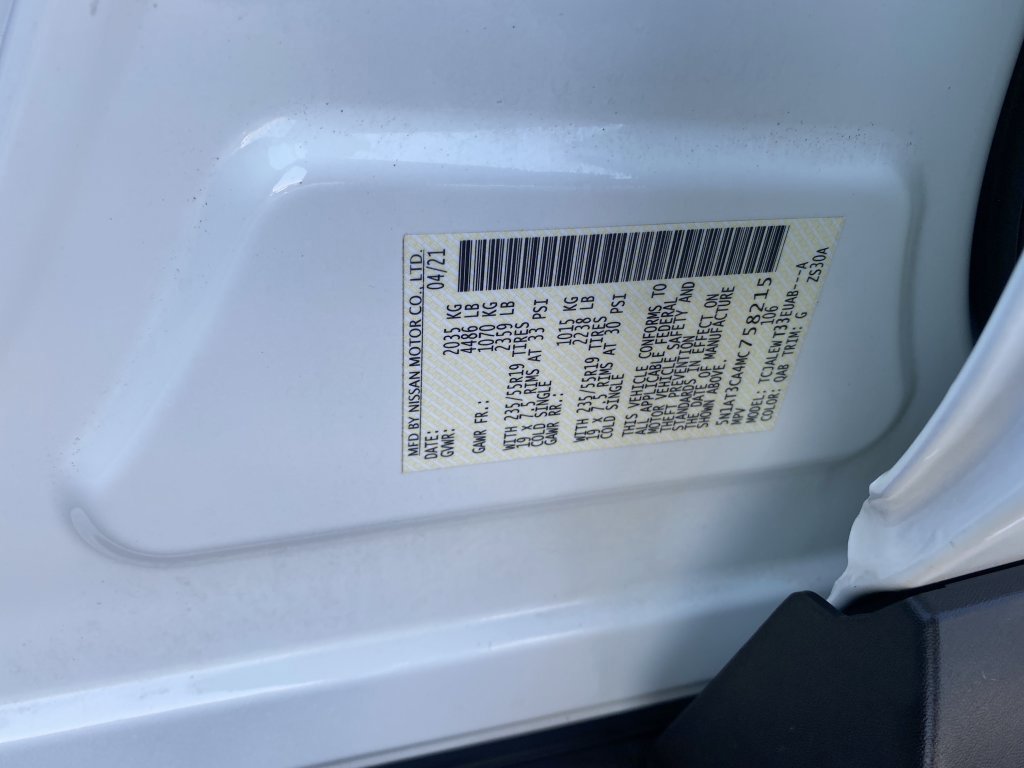 MFD BY NISSAN MOTOR CO., LTD.
DATE: 04/21
GVWR: 2035 KG
4486 LB
GAWR FR.: 1070 KG
2359 LB
WITH 235/55R19 TIRES
19 X 7.5 RIMS AT 33 PSI
COLD SINGLE
GAWR RR.: 1015 KG
2238 LB
WITH 235/55R19 TIRES
19 X 7.5 RIMS AT 30 PSI
COLD SINGLE
THIS VEHICLE CONFORMS TO
ALL APPLICABLE FEDERAL
MOTOR VEHICLE SAFETY AND
THEFT PREVENTION
STANDARDS IN EFFECT ON
THE DATE OF MANUFACTURE
SHOWN ABOVE.
5N1AT3CA4MC758215
MPV 106
MODEL: TCJALEWT33EUAB---A
COLOR: QAB TRIM: G ZS30A